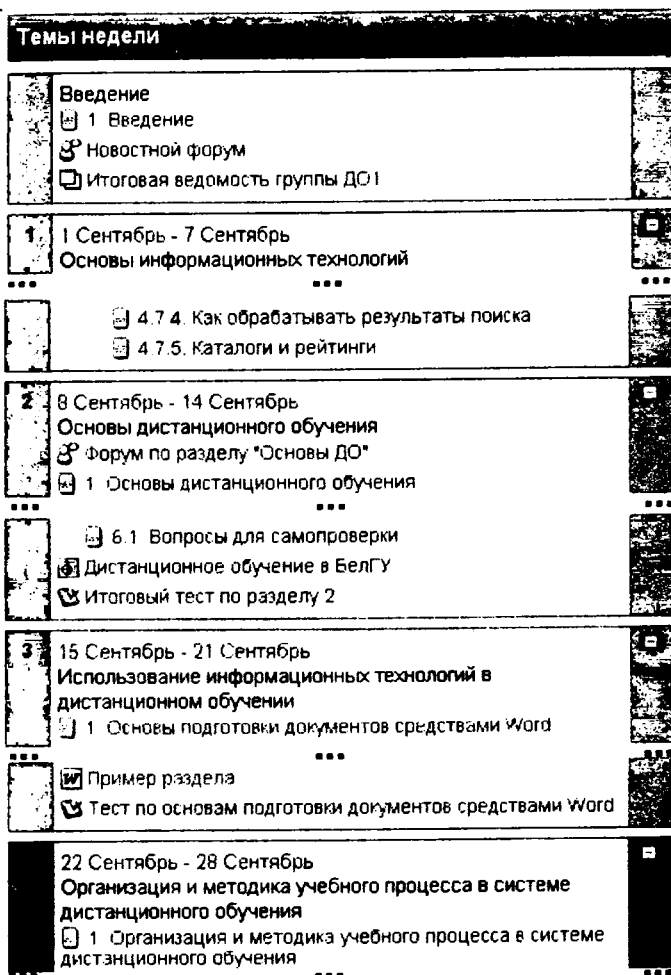 Темы недели
Введение
1 Введение
Новостной форум
Итоговая ведомость группы ДО1
1 1 Сентябрь - 7 Сентябрь
Основы информационных технологий
...
4.7.4. Как обрабатывать результаты поиска
4.7.5. Каталоги и рейтинги
2 8 Сентябрь - 14 Сентябрь
Основы дистанционного обучения
Форум по разделу "Основы ДО"
1 Основы дистанционного обучения
...
6.1 Вопросы для самопроверки
Дистанционное обучение в БелГУ
Итоговый тест по разделу 2
3 15 Сентябрь - 21 Сентябрь
Использование информационных технологий в
дистанционном обучении
1 Основы подготовки документов средствами Word
...
Пример раздела
Тест по основам подготовки документов средствами Word
22 Сентябрь - 28 Сентябрь
Организация и методика учебного процесса в системе
дистанционного обучения
1 Организация и методика учебного процесса в системе
дистанционного обучения
...